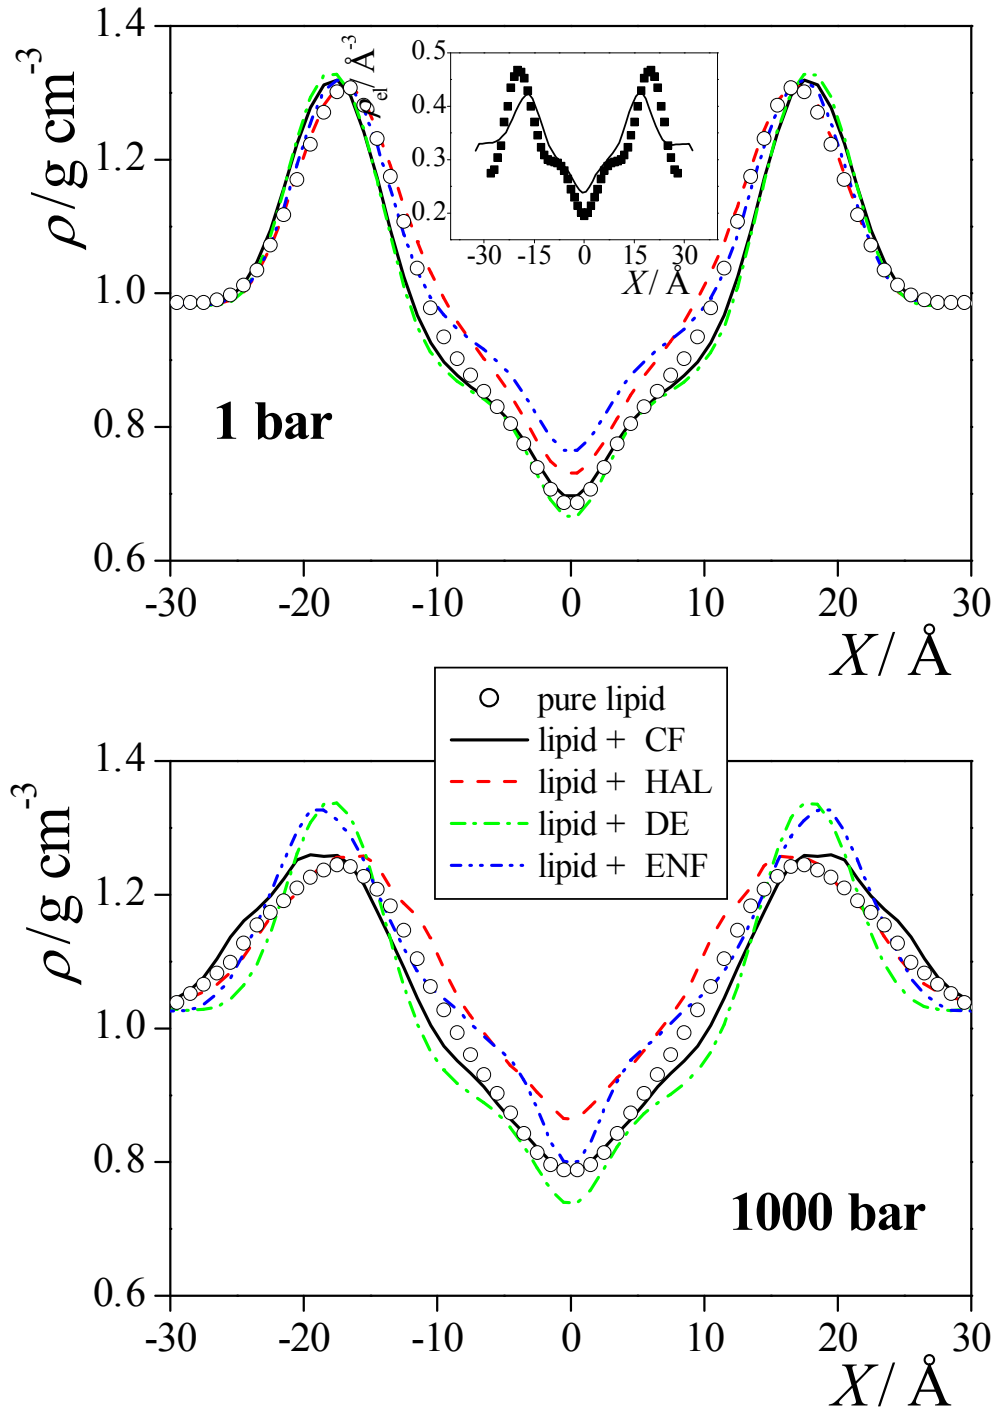 1.4
1.2
1.0
0.8
0.6
ρ/g cm⁻³
0.5
0.4
0.3
0.2
ρel/Å⁻³
-30 -15 0 15 30
X/Å
1 bar
-30 -20 -10 0 10 20 30
X/Å
pure lipid
lipid + CF
lipid + HAL
lipid + DE
lipid + ENF
1.4
1.2
1.0
0.8
0.6
ρ/g cm⁻³
1000 bar
-30 -20 -10 0 10 20 30
X/Å